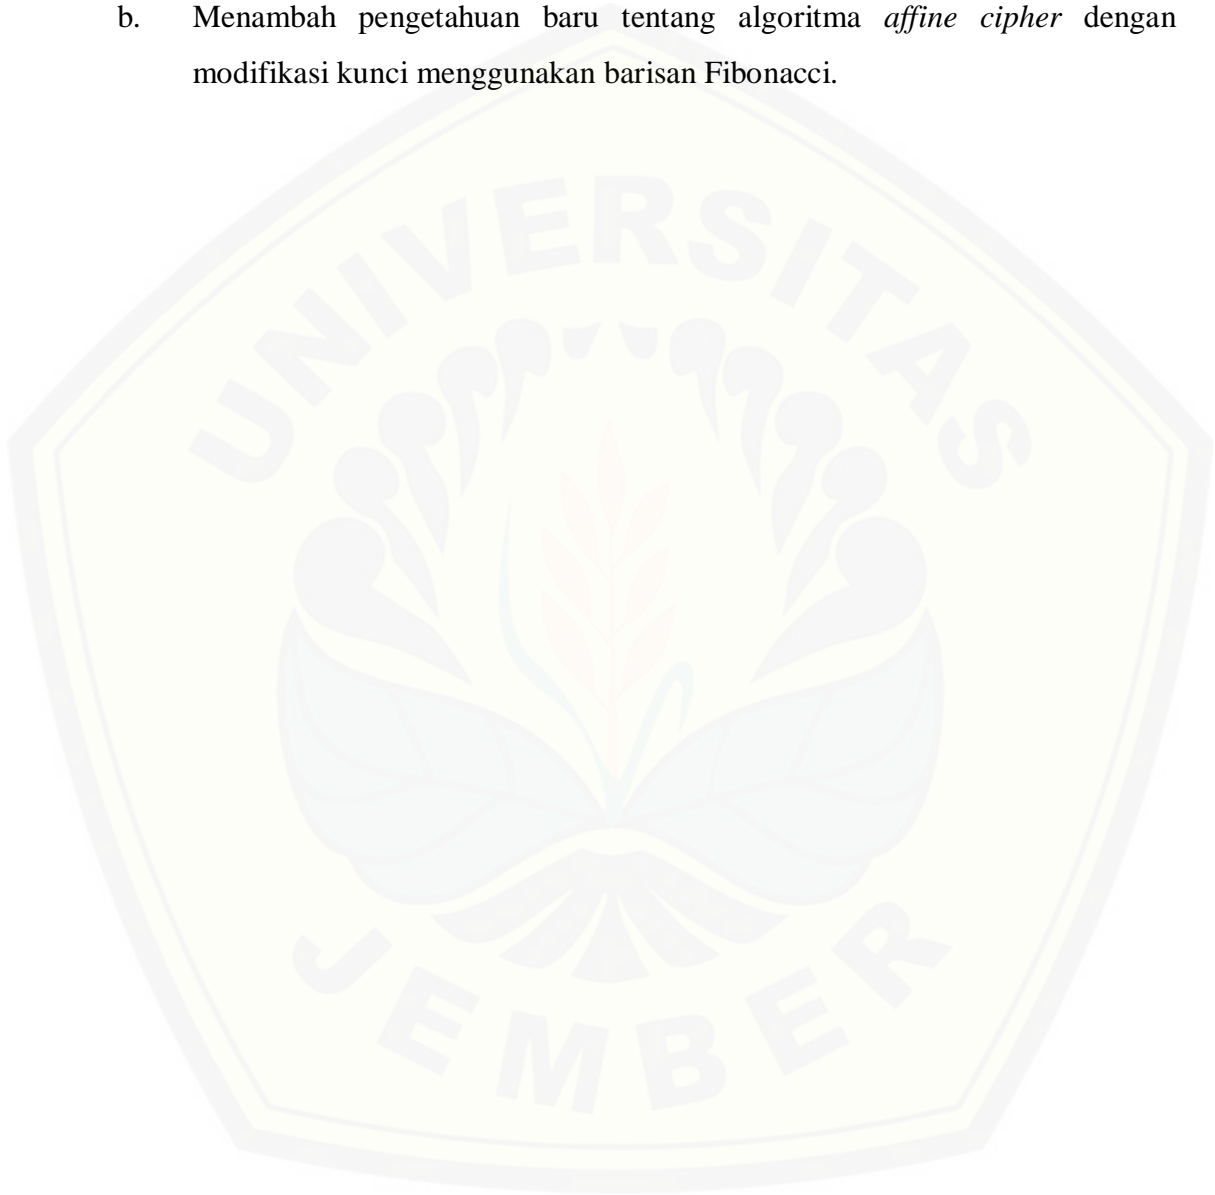 b. Menambah pengetahuan baru tentang algoritma affine cipher dengan
modifikasi kunci menggunakan barisan Fibonacci.
UNIVERSITAS
JEMBER